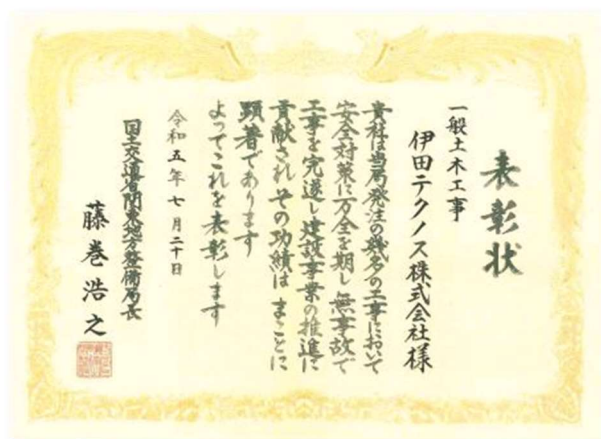 表彰状
一般土木工事
伊田テクノス株式会社様
貴社は当局発注の幾多の工事において
安全対策に万全を期し無事故で
工事を完遂し建設事業の推進に
貢献され その功績は まことに
顕著であります
よってこれを表彰します
令和五年七月二十日
国土交通省関東地方整備局長
藤巻浩之